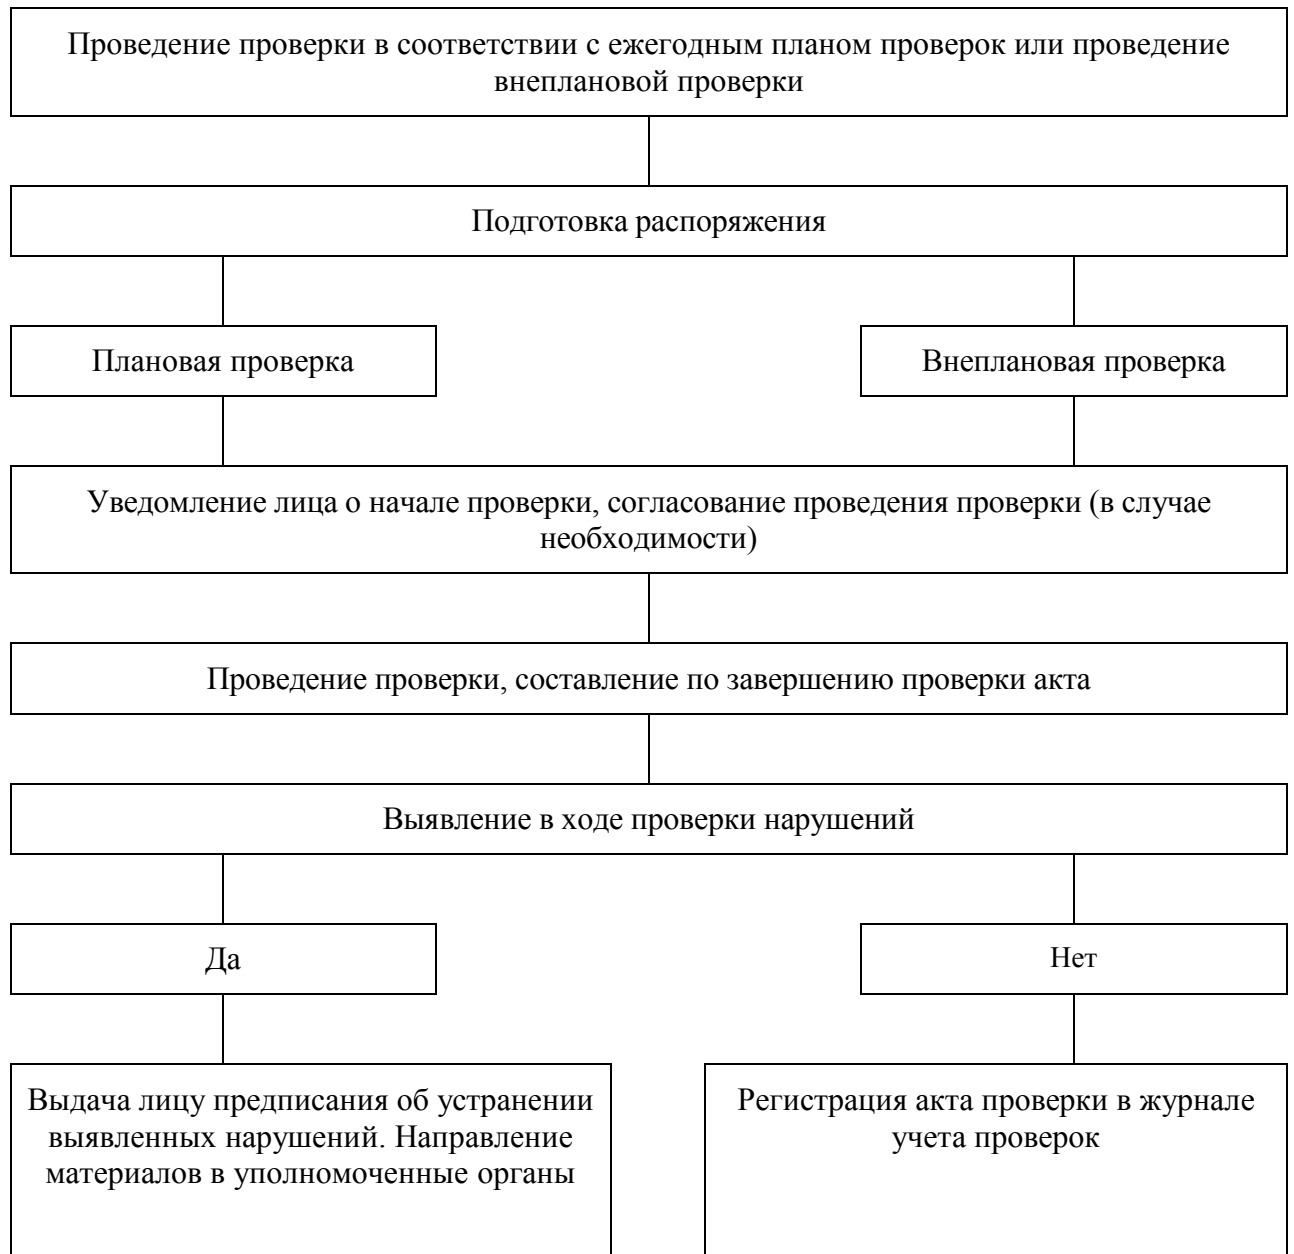 Проведение проверки в соответствии с ежегодным планом проверок или проведение
внеплановой проверки
Подготовка распоряжения
Плановая проверка
Внеплановая проверка
Уведомление лица о начале проверки, согласование проведения проверки (в случае
необходимости)
Проведение проверки, составление по завершению проверки акта
Выявление в ходе проверки нарушений
Да
Нет
Выдача лицу предписания об устранении
выявленных нарушений. Направление
материалов в уполномоченные органы
Регистрация акта проверки в журнале
учета проверок